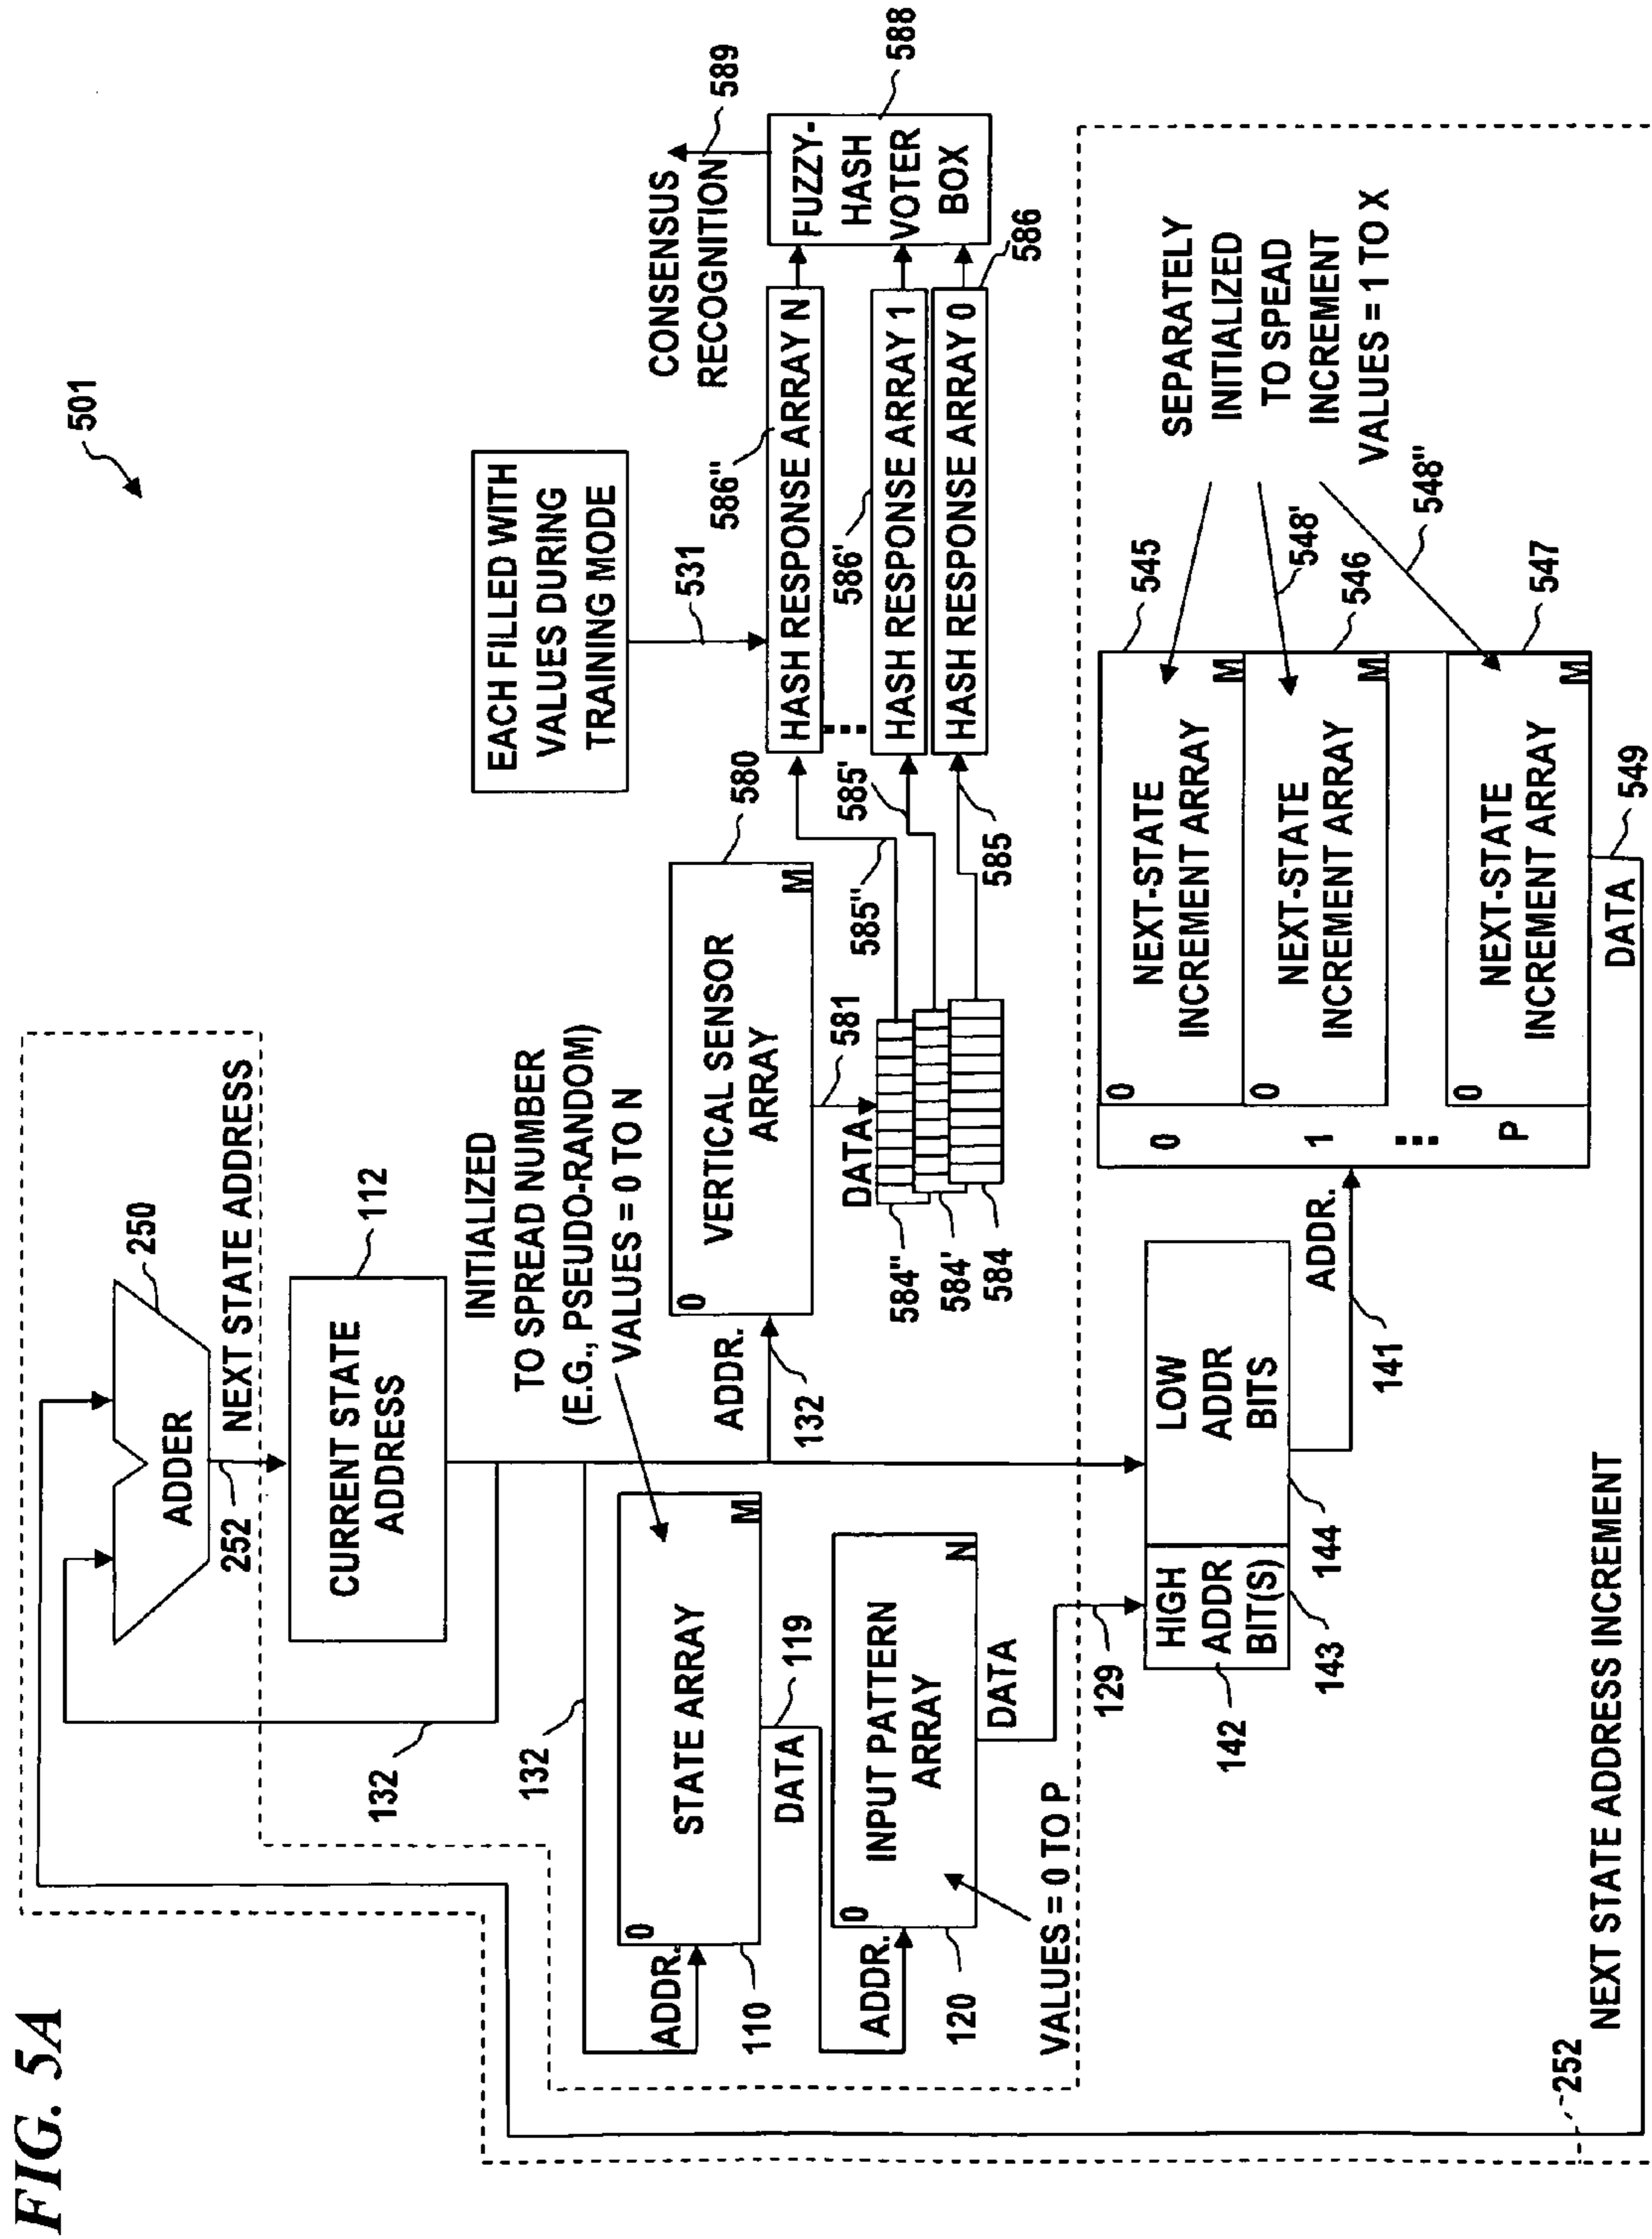 FIG. 5A
501
250
ADDER
252
NEXT STATE ADDRESS
112
CURRENT STATE
ADDRESS
132
INITIALIZED
TO SPREAD NUMBER
(E.G., PSEUDO-RANDOM)
VALUES = 0 TO N
132
0
STATE ARRAY
M
ADDR.
110
DATA
119
0
INPUT PATTERN
ARRAY
N
ADDR.
120
VALUES = 0 TO P
DATA
129
ADDR.
132
0
VERTICAL SENSOR
ARRAY
M
580
581
DATA
584"
584'
584
585"
585'
585
EACH FILLED WITH
VALUES DURING
TRAINING MODE
531
586"
HASH RESPONSE ARRAY N
586'
HASH RESPONSE ARRAY 1
HASH RESPONSE ARRAY 0
586
CONSENSUS
RECOGNITION
589
FUZZY-
HASH
VOTER
BOX
588
HIGH
ADDR
BIT(S)
LOW
ADDR
BITS
142
143
144
141
ADDR.
0
1
P
0
NEXT-STATE
INCREMENT ARRAY
M
545
0
NEXT-STATE
INCREMENT ARRAY
M
546
0
NEXT-STATE
INCREMENT ARRAY
M
547
548'
548"
SEPARATELY
INITIALIZED
TO SPEAD
INCREMENT
VALUES = 1 TO X
DATA
549
NEXT STATE ADDRESS INCREMENT
252